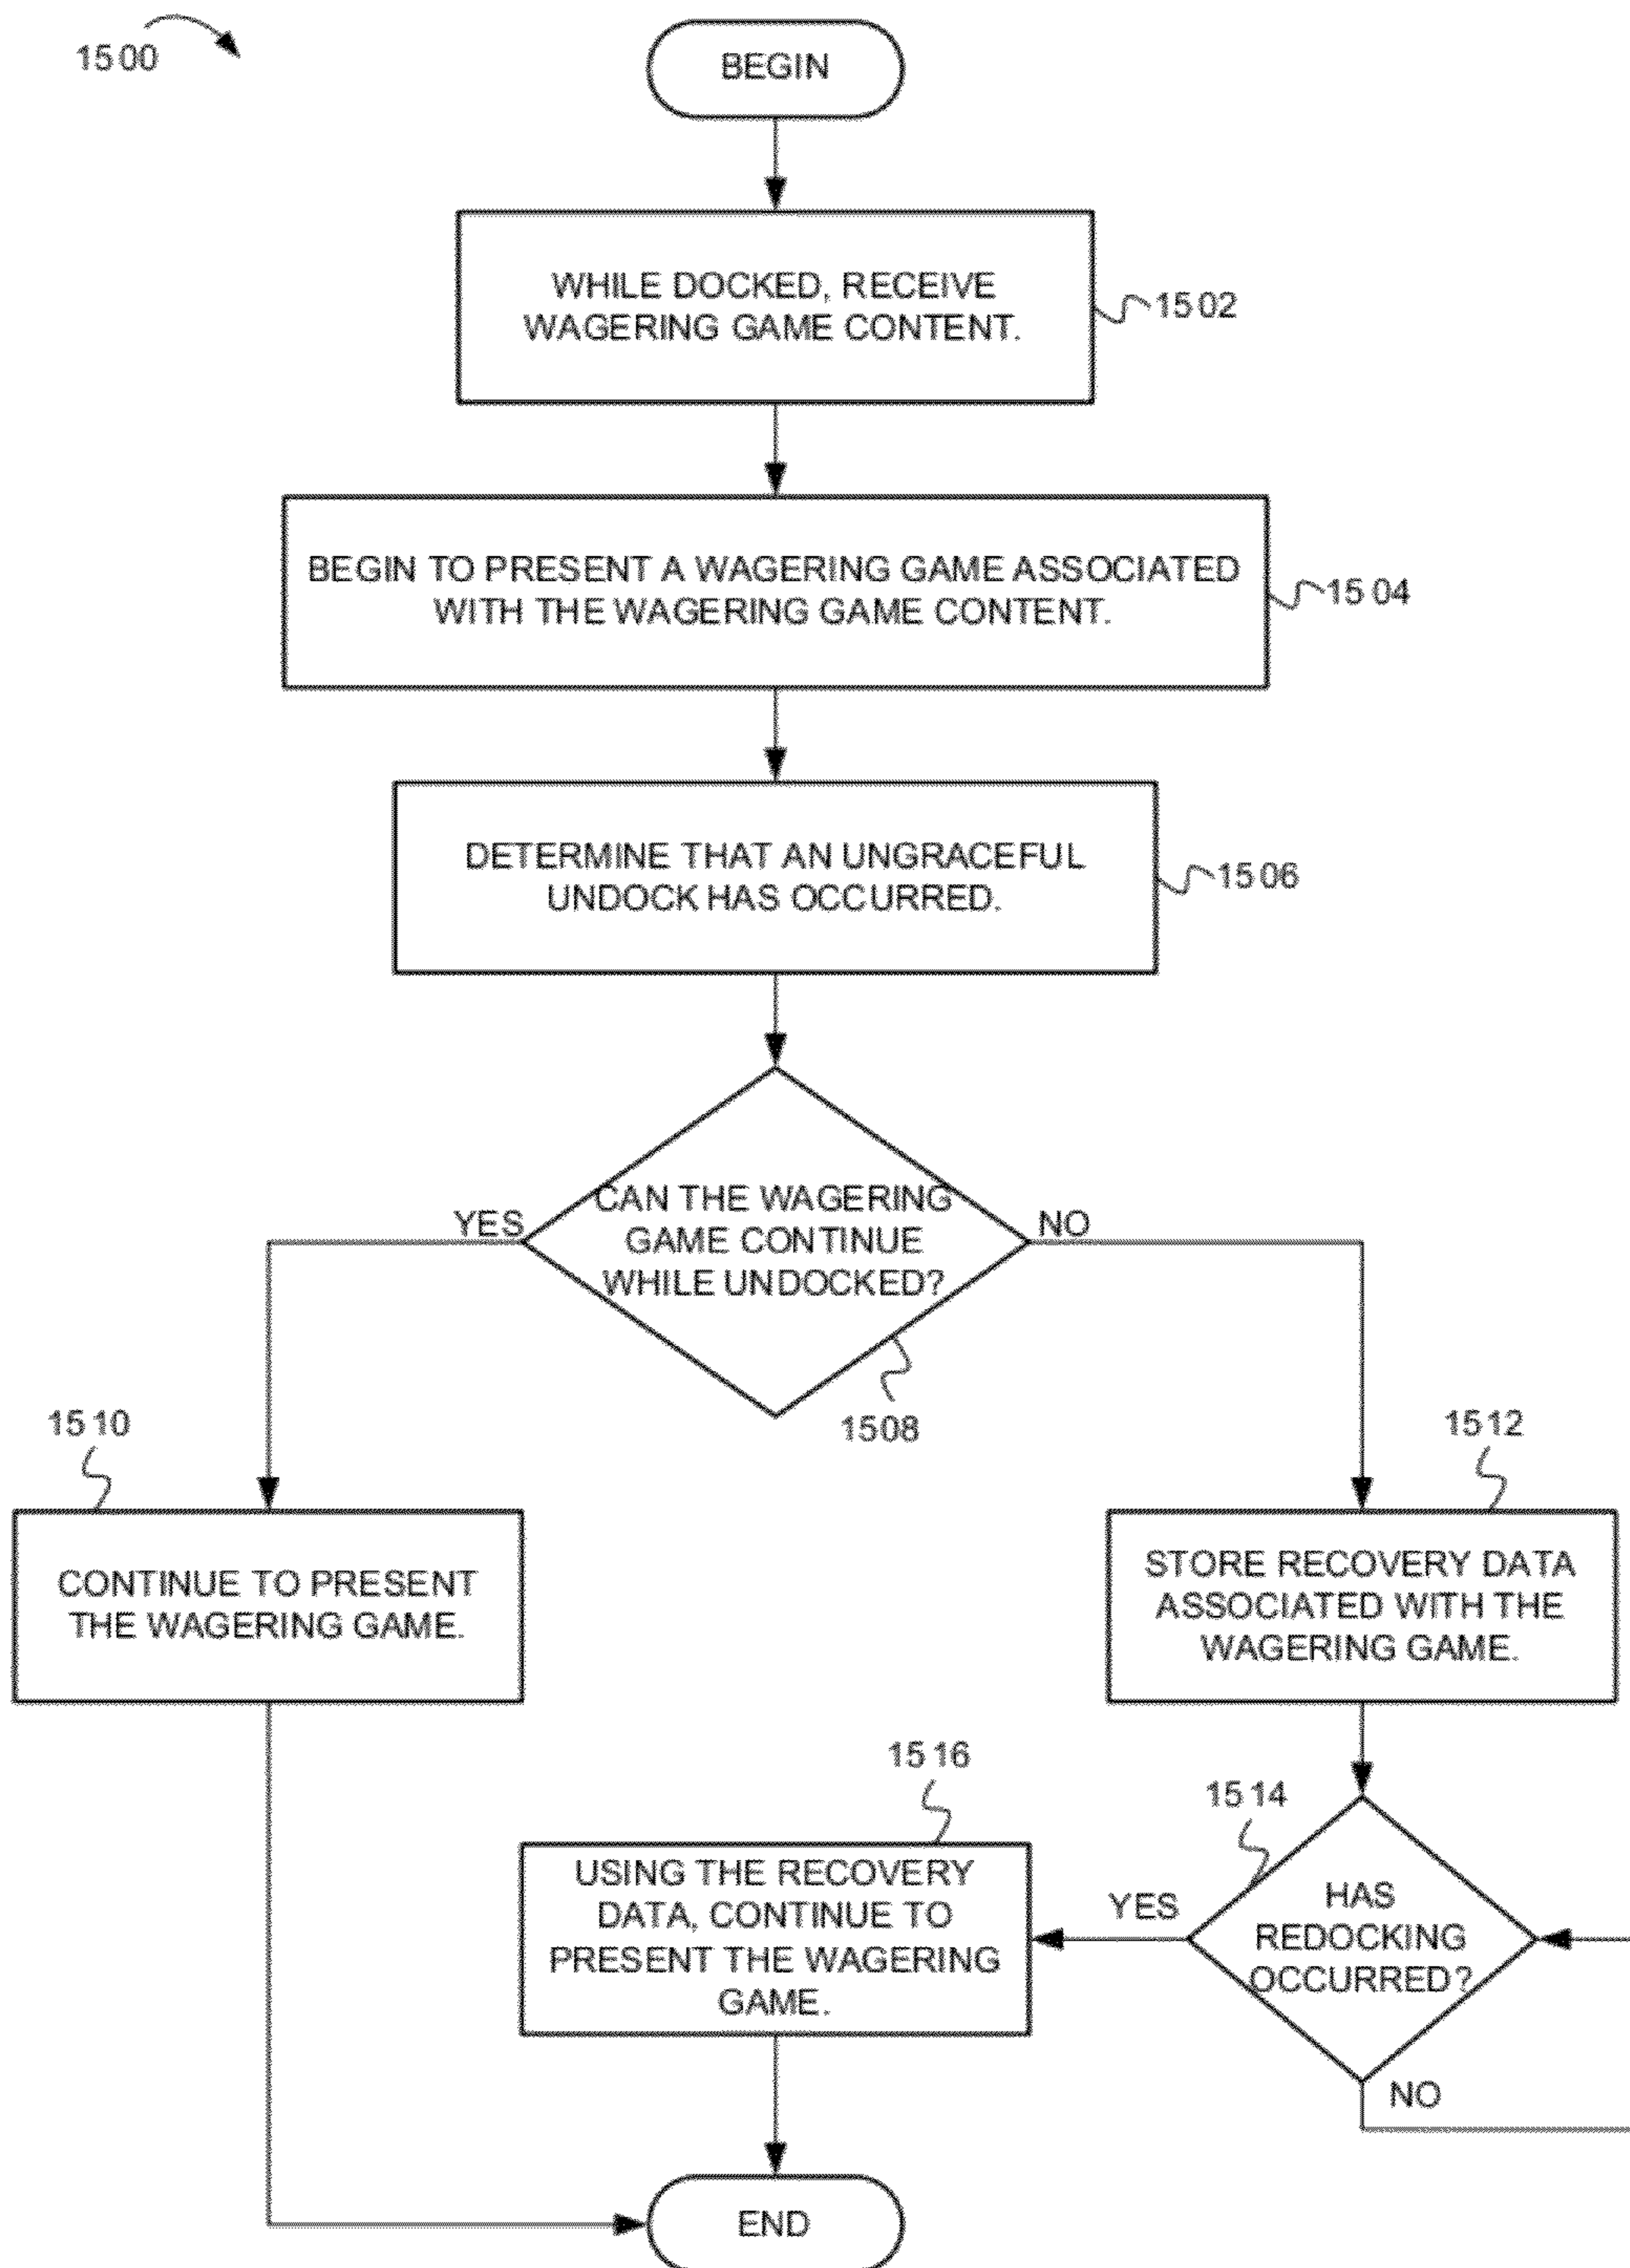 1500
BEGIN
WHILE DOCKED, RECEIVE
WAGERING GAME CONTENT.
1502
BEGIN TO PRESENT A WAGERING GAME ASSOCIATED
WITH THE WAGERING GAME CONTENT.
1504
DETERMINE THAT AN UNGRACEFUL
UNDOCK HAS OCCURRED.
1506
CAN THE WAGERING
GAME CONTINUE
WHILE UNDOCKED?
YES
NO
1508
1510
CONTINUE TO PRESENT
THE WAGERING GAME.
1512
STORE RECOVERY DATA
ASSOCIATED WITH THE
WAGERING GAME.
1514
HAS
REDOCKING
OCCURRED?
YES
NO
1516
USING THE RECOVERY
DATA, CONTINUE TO
PRESENT THE WAGERING
GAME.
END